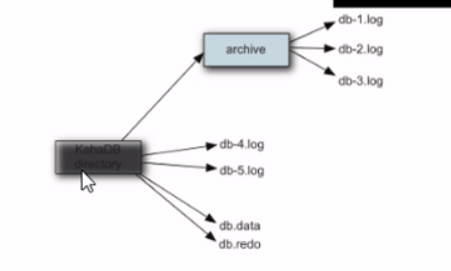 db-1.log
archive
db-2.log
db-3.log
KahaDB
directory
db-4.log
db-5.log
db.data
db.redo